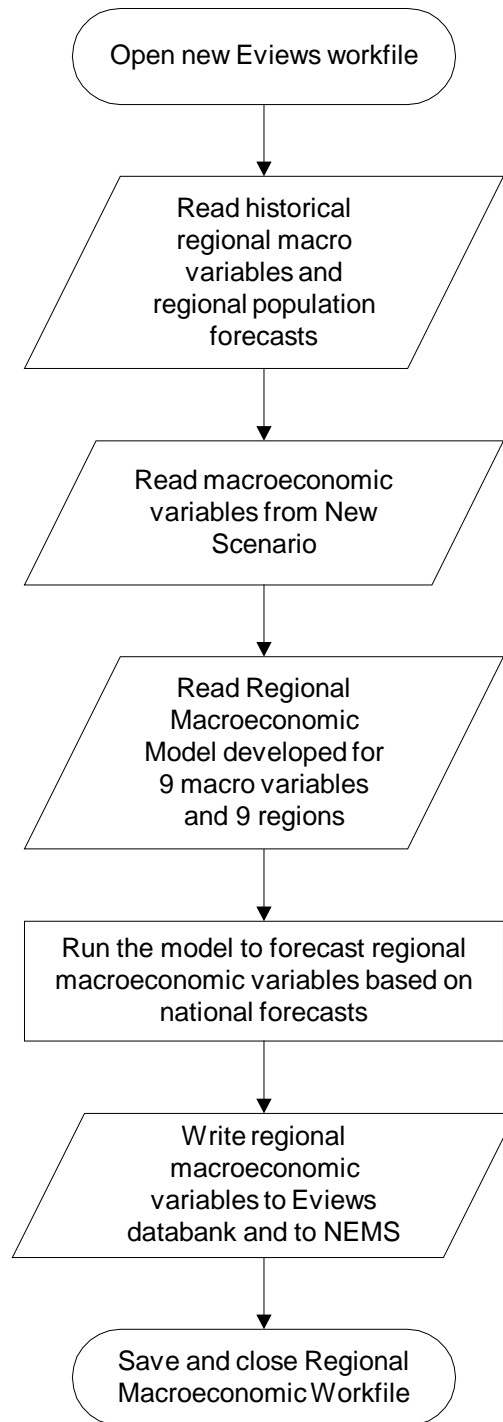 Open new Eviews workfile
Read historical
regional macro
variables and
regional population
forecasts
Read macroeconomic
variables from New
Scenario
Read Regional
Macroeconomic
Model developed for
9 macro variables
and 9 regions
Run the model to forecast regional
macroeconomic variables based on
national forecasts
Write regional
macroeconomic
variables to Eviews
databank and to NEMS
Save and close Regional
Macroeconomic Workfile